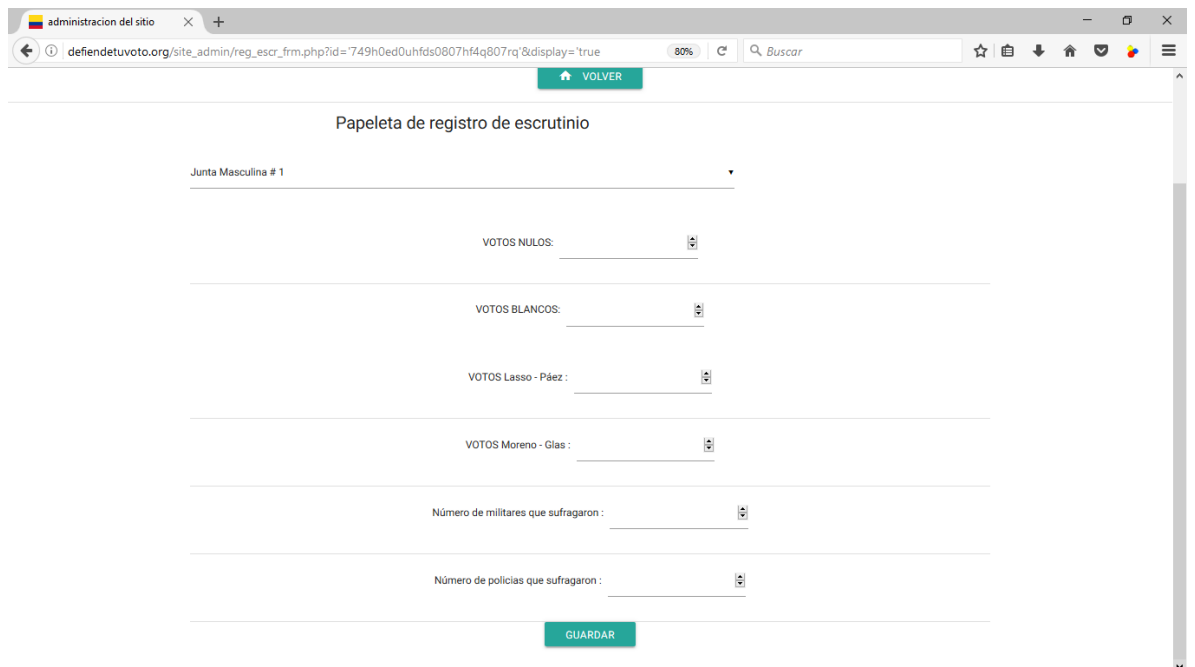 administracion del sitio
defiendetuvoto.org/site_admin/reg_escr_frm.php?id='749h0ed0uhfds0807hf4q807rq'&display='true
80%
Buscar
VOLVER
Papeleta de registro de escrutinio
Junta Masculina # 1
VOTOS NULOS:
VOTOS BLANCOS:
VOTOS Lasso - Páez :
VOTOS Moreno - Glas :
Número de militares que sufragaron :
Número de policias que sufragaron :
GUARDAR